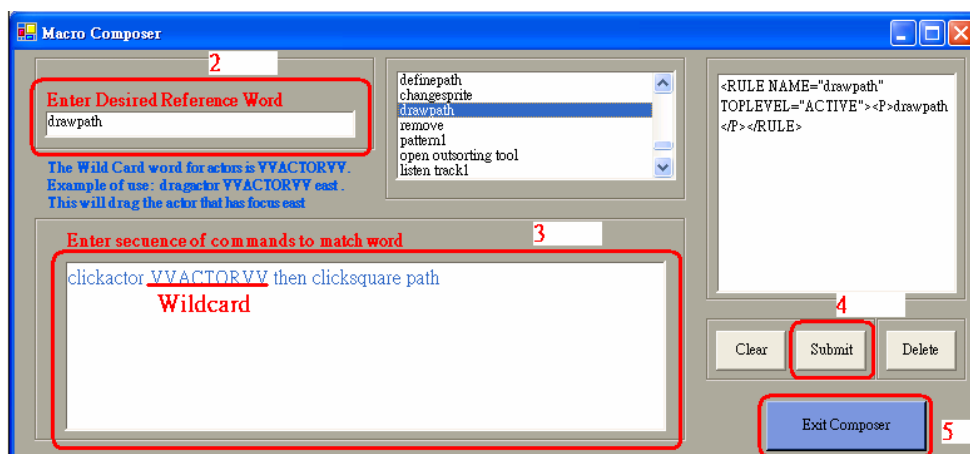 Macro Composer
2
Enter Desired Reference Word
drawpath
The Wild Card word for actors is VVACTORVV.
Example of use: dragactor VVACTORVV east .
This will drag the actor that has focus east
definepath
changesprite
drawpath
remove
pattern1
open outsorting tool
listen track1
<RULE NAME="drawpath"
TOPLEVEL="ACTIVE"><P>drawpath
</P></RULE>
Enter secuence of commands to match word
3
clickactor VVACTORVV then clicksquare path
Wildcard
4
Clear
Submit
Delete
Exit Composer
5